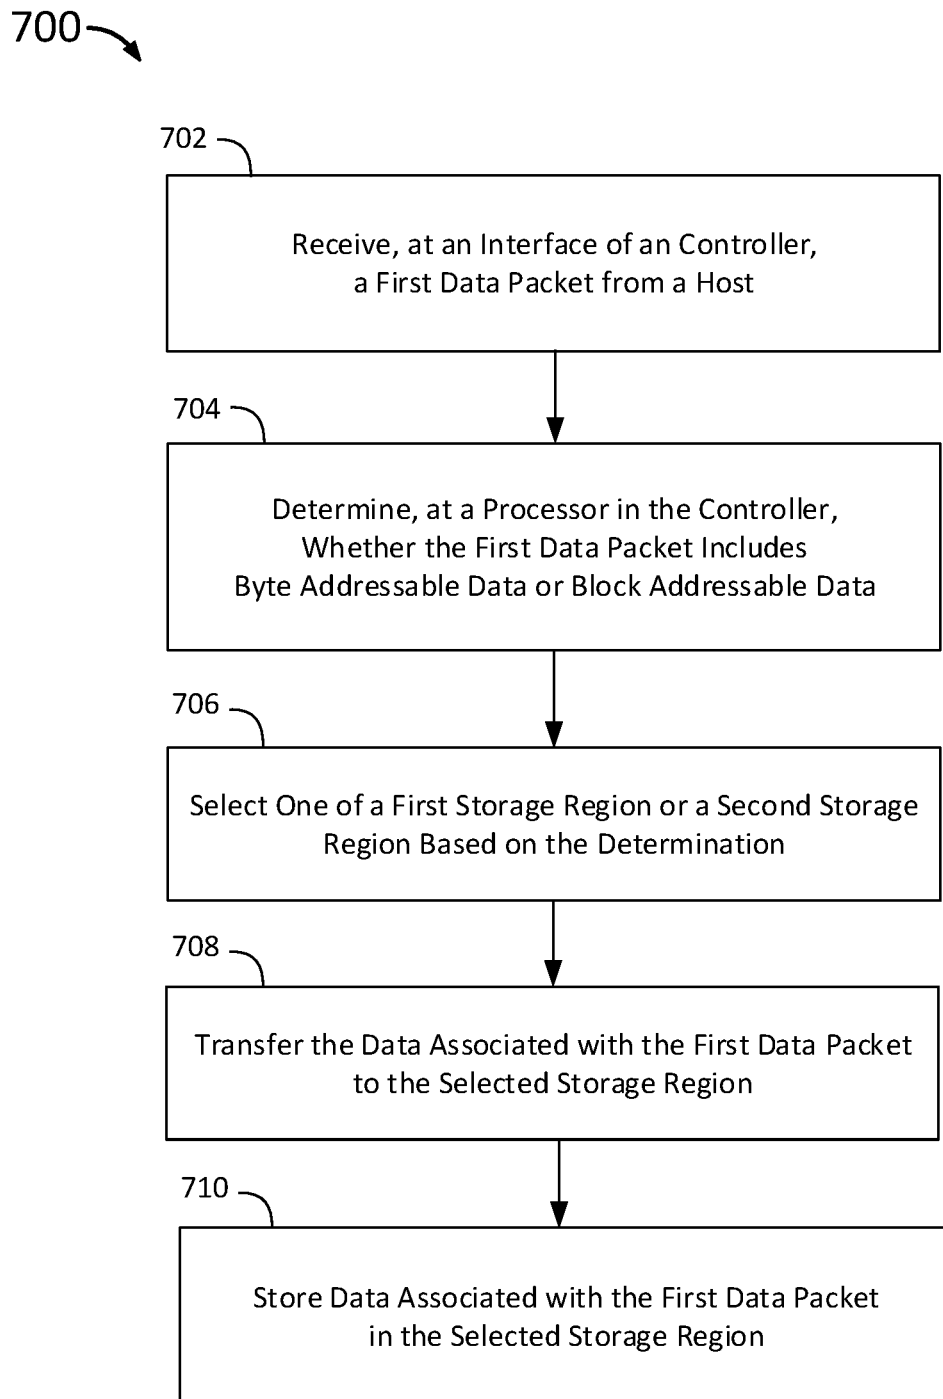 700
702
Receive, at an Interface of an Controller,
a First Data Packet from a Host
704
Determine, at a Processor in the Controller,
Whether the First Data Packet Includes
Byte Addressable Data or Block Addressable Data
706
Select One of a First Storage Region or a Second Storage
Region Based on the Determination
708
Transfer the Data Associated with the First Data Packet
to the Selected Storage Region
710
Store Data Associated with the First Data Packet
in the Selected Storage Region